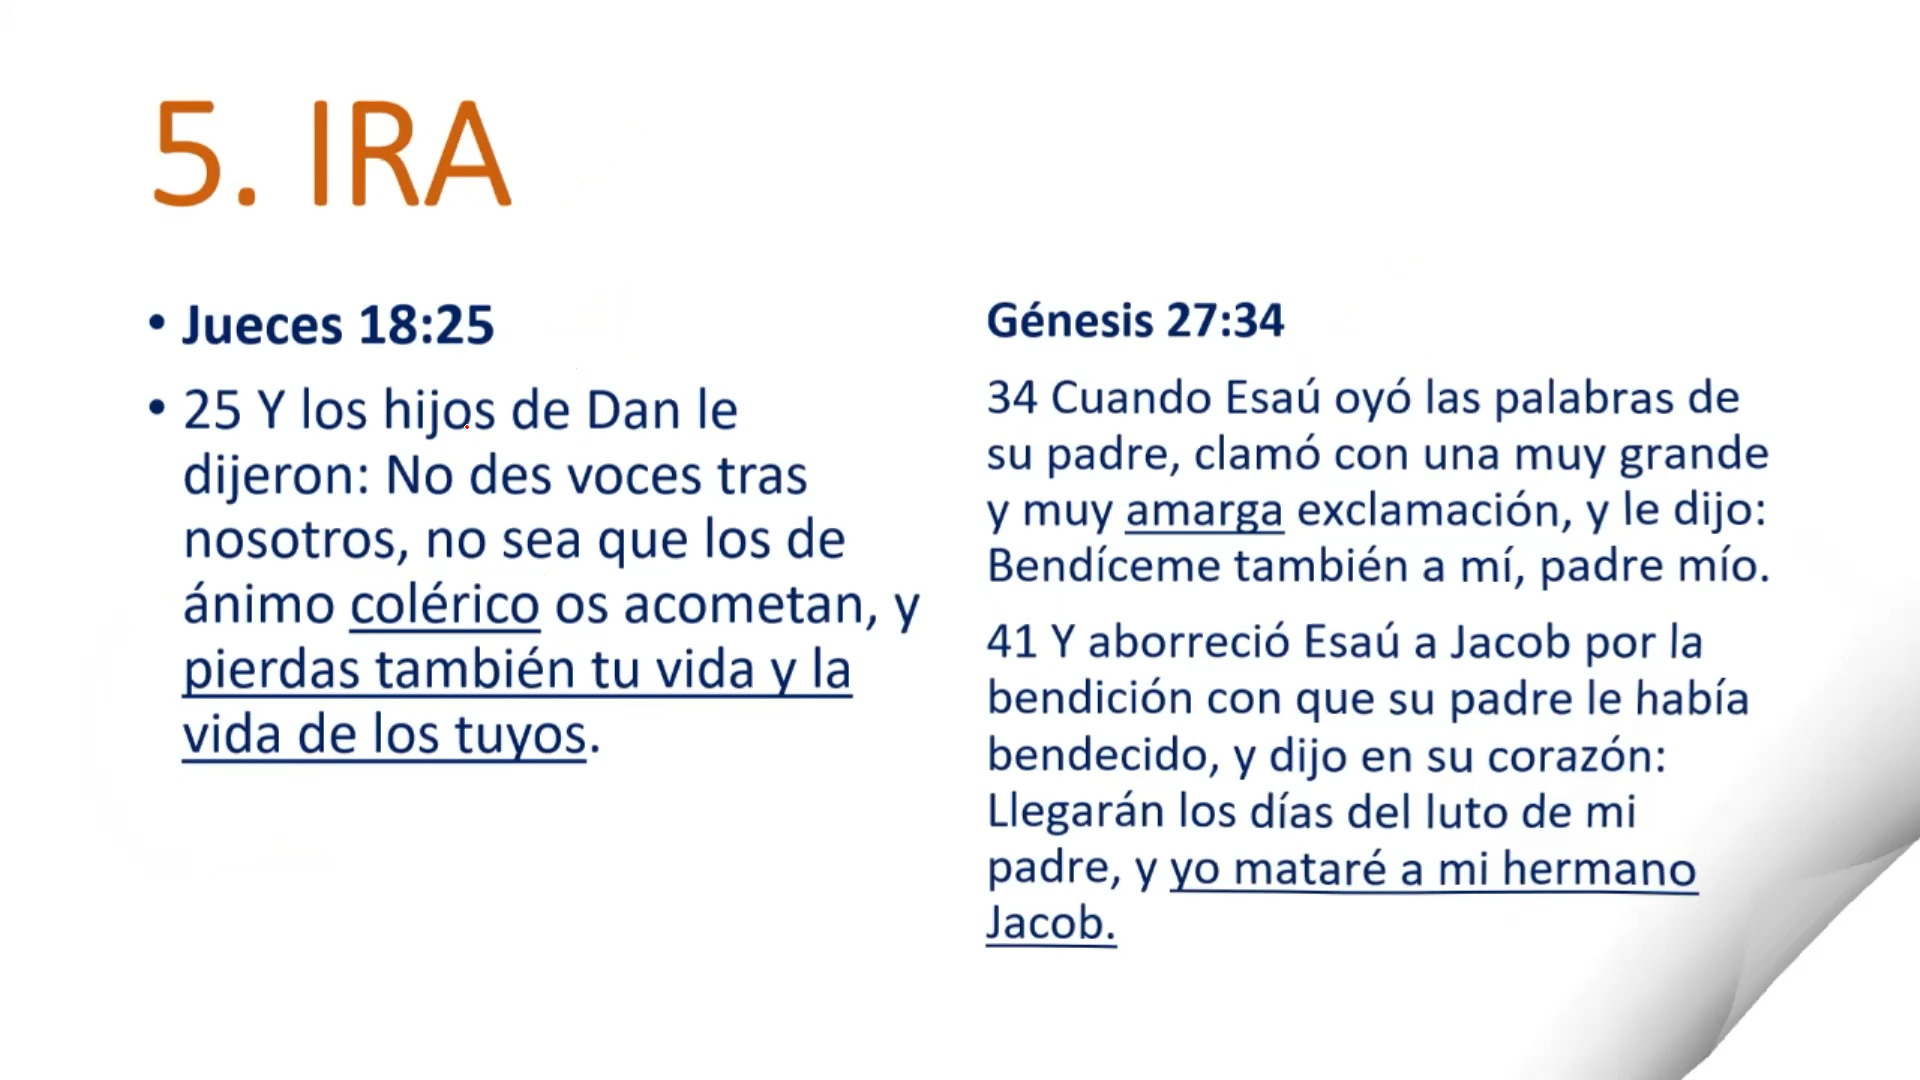 5. IRA
• Jueces 18:25
• 25 Y los hijos de Dan le
dijeron: No des voces tras
nosotros, no sea que los de
ánimo colérico os acometan, y
pierdas también tu vida y la
vida de los tuyos.
Génesis 27:34
34 Cuando Esaú oyó las palabras de
su padre, clamó con una muy grande
y muy amarga exclamación, y le dijo:
Bendíceme también a mí, padre mío.
41 Y aborreció Esaú a Jacob por la
bendición con que su padre le había
bendecido, y dijo en su corazón:
Llegarán los días del luto de mi
padre, y yo mataré a mi hermano
Jacob.